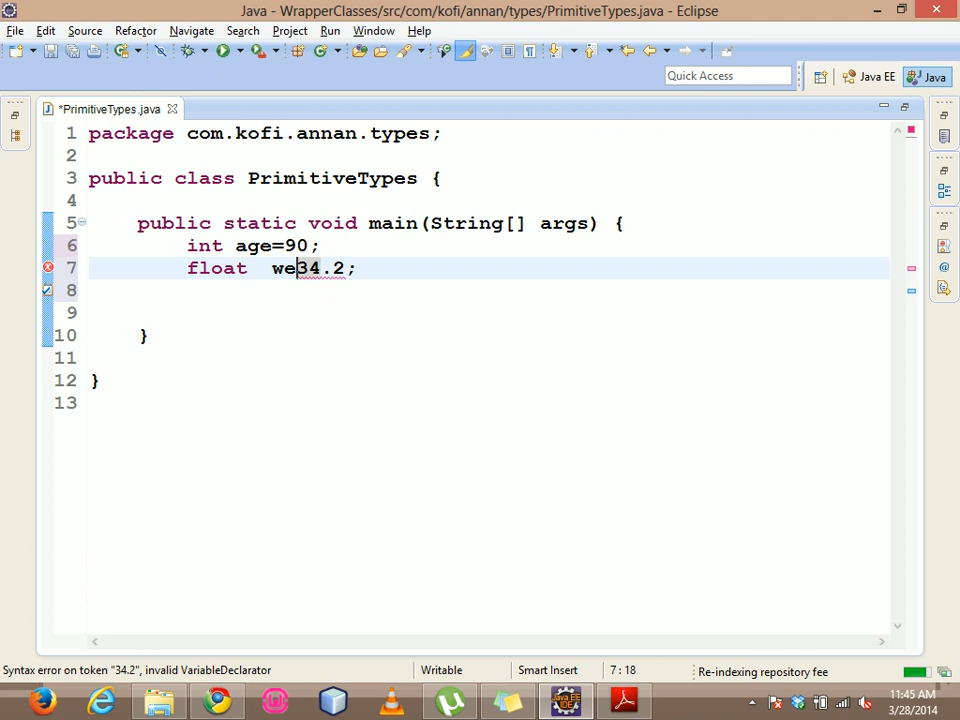 Java - WrapperClasses/src/com/kofi/annan/types/PrimitiveTypes.java - Eclipse
File Edit Source Refactor Navigate Search Project Run Window Help
Quick Access
Java EE
Java
*PrimitiveTypes.java
1 package com.kofi.annan.types;
2
3 public class PrimitiveTypes {
4
5 public static void main(String[] args) {
6 int age=90;
7 float we34.2;
8
9
10 }
11
12 }
13
Syntax error on token "34.2", invalid VariableDeclarator
Writable
Smart Insert
7 : 18
Re-indexing repository fee
11:45 AM
3/28/2014